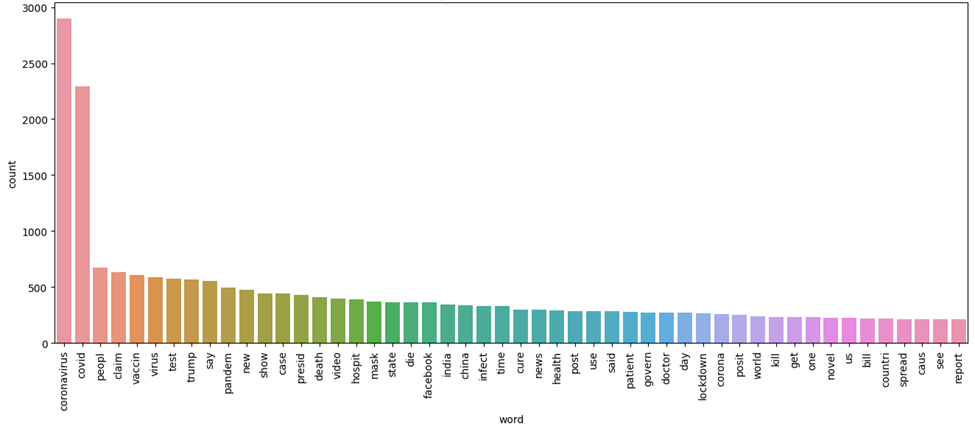 3000
2500
2000
1500
1000
500
0
count
coronavirus
covid
peopl
claim
vaccin
virus
test
trump
say
pandem
new
show
case
presid
death
video
hospit
mask
state
die
facebook
india
china
infect
time
cure
news
health
post
use
said
patient
govern
doctor
day
lockdown
corona
posit
world
kill
get
one
novel
us
bill
countri
spread
caus
see
report
word